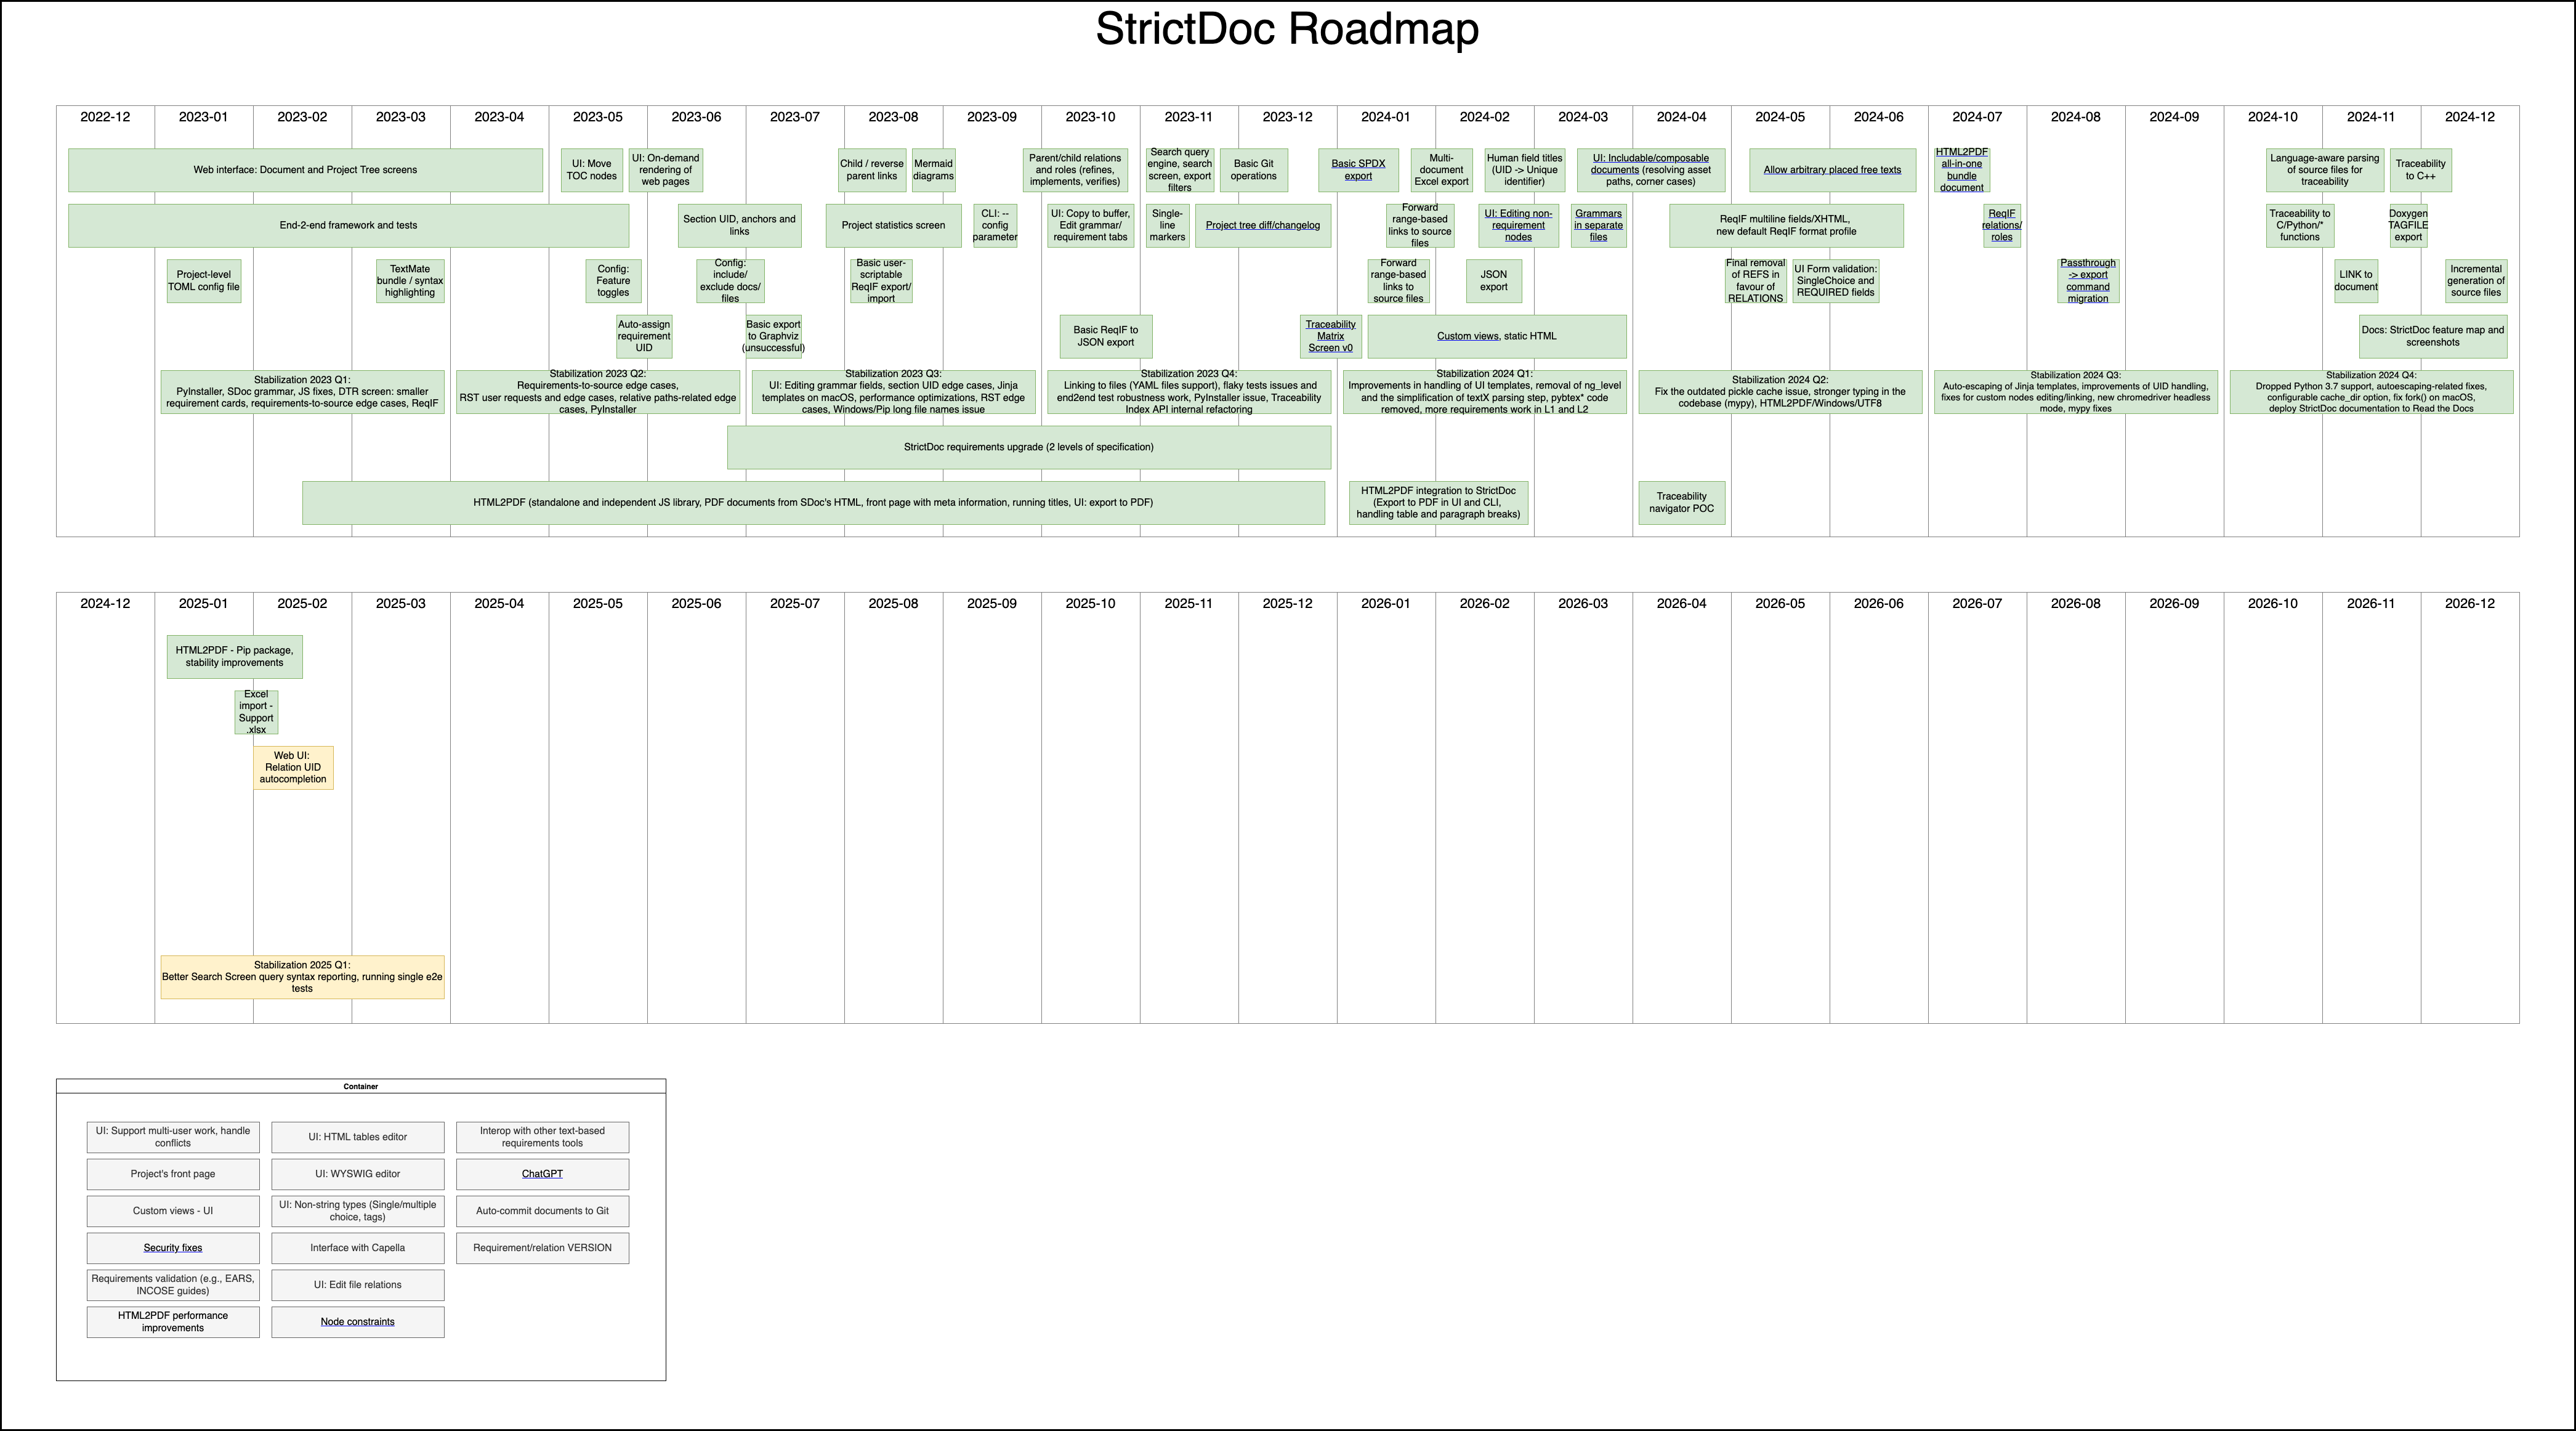 StrictDoc Roadmap
2022-12 2023-01 2023-02 2023-03 2023-04 2023-05 2023-06 2023-07 2023-08 2023-09 2023-10 2023-11 2023-12 2024-01 2024-02 2024-03 2024-04 2024-05 2024-06 2024-07 2024-08 2024-09 2024-10 2024-11 2024-12
Web interface: Document and Project Tree screens
UI: Move
TOC nodes
UI: On-demand
rendering of
web pages
Child / reverse
parent links
Mermaid
diagrams
Parent/child relations
and roles (refines,
implements, verifies)
Search query
engine, search
screen, export
filters
Basic Git
operations
Basic SPDX
export
Multi-
document
Excel export
Human field titles
(UID -> Unique
identifier)
UI: Includable/composable
documents (resolving asset
paths, corner cases)
Allow arbitrary placed free texts
HTML2PDF
all-in-one
bundle
document
Language-aware parsing
of source files for
traceability
Traceability
to C++
End-2-end framework and tests
Section UID, anchors and
links
Project statistics screen
CLI: --
config
parameter
UI: Copy to buffer,
Edit grammar/
requirement tabs
Single-
line
markers
Project tree diff/changelog
Forward
range-based
links to source
files
UI: Editing non-
requirement
nodes
Grammars
in separate
files
ReqIF multiline fields/XHTML,
new default ReqIF format profile
ReqIF
relations/
roles
Traceability to
C/Python/*
functions
Doxygen
TAGFILE
export
Project-level
TOML config file
TextMate
bundle / syntax
highlighting
Config:
Feature
toggles
Config:
include/
exclude docs/
files
Basic user-
scriptable
ReqIF export/
import
Forward
range-based
links to
source files
JSON
export
Final removal
of REFS in
favour of
RELATIONS
UI Form validation:
SingleChoice and
REQUIRED fields
Passthrough
-> export
command
migration
LINK to
document
Incremental
generation of
source files
Auto-assign
requirement
UID
Basic export
to Graphviz
(unsuccessful)
Basic ReqIF to
JSON export
Traceability
Matrix
Screen v0
Custom views, static HTML
Docs: StrictDoc feature map and
screenshots
Stabilization 2023 Q1:
PyInstaller, SDoc grammar, JS fixes, DTR screen: smaller
requirement cards, requirements-to-source edge cases, ReqIF
Stabilization 2023 Q2:
Requirements-to-source edge cases,
RST user requests and edge cases, relative paths-related edge
cases, PyInstaller
Stabilization 2023 Q3:
UI: Editing grammar fields, section UID edge cases, Jinja
templates on macOS, performance optimizations, RST edge
cases, Windows/Pip long file names issue
Stabilization 2023 Q4:
Linking to files (YAML files support), flaky tests issues and
end2end test robustness work, PyInstaller issue, Traceability
Index API internal refactoring
Stabilization 2024 Q1:
Improvements in handling of UI templates, removal of ng_level
and the simplification of textX parsing step, pybtex* code
removed, more requirements work in L1 and L2
Stabilization 2024 Q2:
Fix the outdated pickle cache issue, stronger typing in the
codebase (mypy), HTML2PDF/Windows/UTF8
Stabilization 2024 Q3:
Auto-escaping of Jinja templates, improvements of UID handling,
fixes for custom nodes editing/linking, new chromedriver headless
mode, mypy fixes
Stabilization 2024 Q4:
Dropped Python 3.7 support, autoescaping-related fixes,
configurable cache_dir option, fix fork() on macOS,
deploy StrictDoc documentation to Read the Docs
StrictDoc requirements upgrade (2 levels of specification)
HTML2PDF (standalone and independent JS library, PDF documents from SDoc's HTML, front page with meta information, running titles, UI: export to PDF)
HTML2PDF integration to StrictDoc
(Export to PDF in UI and CLI,
handling table and paragraph breaks)
Traceability
navigator POC
2024-12 2025-01 2025-02 2025-03 2025-04 2025-05 2025-06 2025-07 2025-08 2025-09 2025-10 2025-11 2025-12 2026-01 2026-02 2026-03 2026-04 2026-05 2026-06 2026-07 2026-08 2026-09 2026-10 2026-11 2026-12
HTML2PDF - Pip package,
stability improvements
Excel
import -
Support
.xlsx
Web UI:
Relation UID
autocompletion
Stabilization 2025 Q1:
Better Search Screen query syntax reporting, running single e2e
tests
Container
UI: Support multi-user work, handle
conflicts
UI: HTML tables editor
Interop with other text-based
requirements tools
Project's front page
UI: WYSWIG editor
ChatGPT
Custom views - UI
UI: Non-string types (Single/multiple
choice, tags)
Auto-commit documents to Git
Security fixes
Interface with Capella
Requirement/relation VERSION
Requirements validation (e.g., EARS,
INCOSE guides)
UI: Edit file relations
HTML2PDF performance
improvements
Node constraints